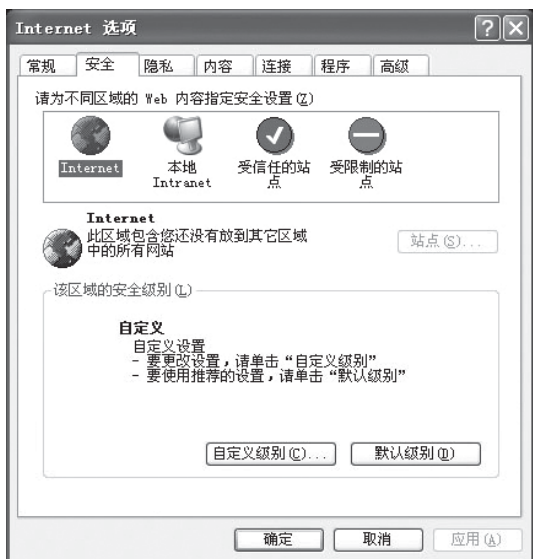 Internet 选项
常规 安全 隐私 内容 连接 程序 高级
请为不同区域的 Web 内容指定安全设置(Z)
Internet 本地 Intranet 受信任的站点 受限制的站点
Internet
此区域包含您还没有放到其它区域
中的所有网站
站点(S)...
该区域的安全级别(L)
自定义
自定义设置
- 要更改设置，请单击“自定义级别”
- 要使用推荐的设置，请单击“默认级别”
自定义级别(C)... 默认级别(D)
确定 取消 应用(A)